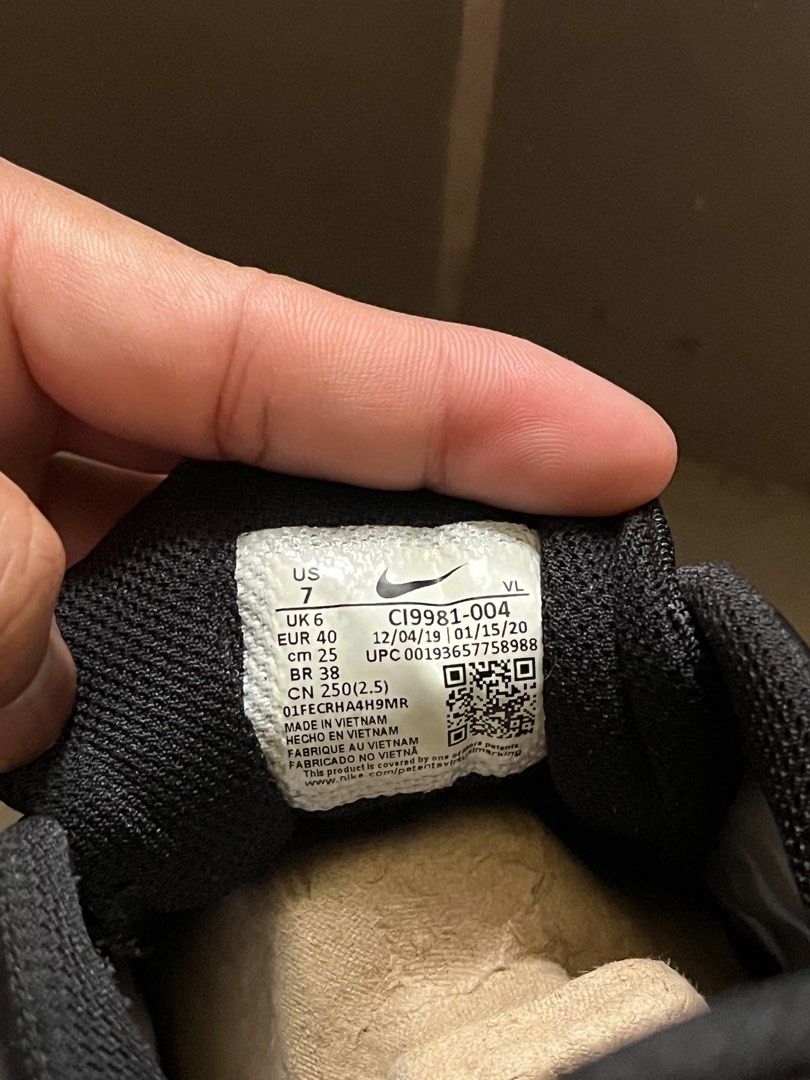 US
7
VL
UK 6
CI9981-004
EUR 40
12/04/19 | 01/15/20
cm 25
UPC 00193657758988
BR 38
CN 250(2.5)
01FECRHA4H9MR
MADE IN VIETNAM
HECHO EN VIETNAM
FABRIQUE AU VIETNAM
FABRICADO NO VIETNÃ
This product is covered by one or more patents
www.nike.com/patentsvirtualmarking